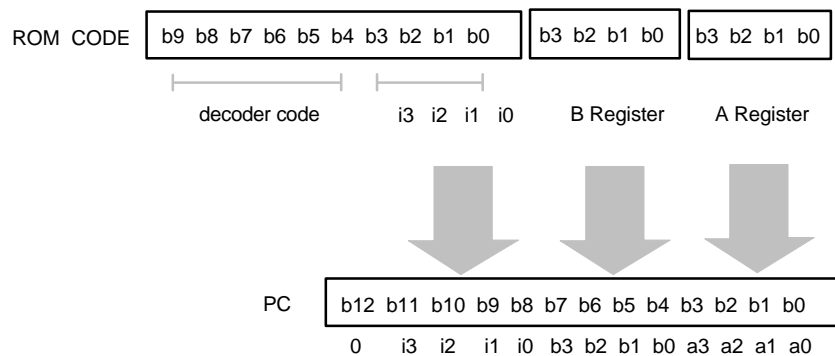 ROM CODE b9 b8 b7 b6 b5 b4 b3 b2 b1 b0 b3 b2 b1 b0 b3 b2 b1 b0
decoder code i3 i2 i1 i0 B Register A Register
PC b12 b11 b10 b9 b8 b7 b6 b5 b4 b3 b2 b1 b0
0 i3 i2 i1 i0 b3 b2 b1 b0 a3 a2 a1 a0